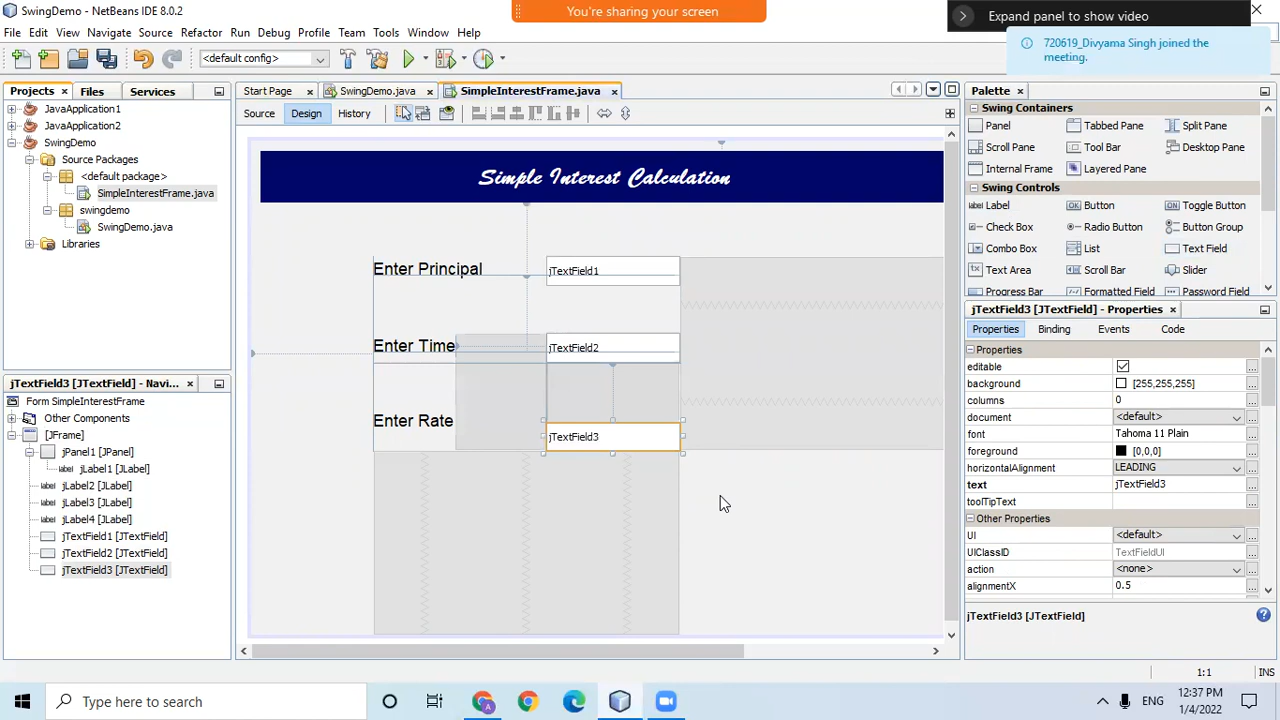 SwingDemo - NetBeans IDE 8.0.2
You're sharing your screen
Expand panel to show video
720619_Divyama Singh joined the
meeting.
File Edit View Navigate Source Refactor Run Debug Profile Team Tools Window Help
<default config>
Projects Files Services
Start Page SwingDemo.java SimpleInterestFrame.java
Source Design History
JavaApplication1
JavaApplication2
SwingDemo
Source Packages
<default package>
SimpleInterestFrame.java
swingdemo
SwingDemo.java
Libraries
jTextField3 [JTextField] - Navi...
Form SimpleInterestFrame
Other Components
[JFrame]
jPanel1 [JPanel]
label jLabel1 [JLabel]
label jLabel2 [JLabel]
label jLabel3 [JLabel]
label jLabel4 [JLabel]
jTextField1 [JTextField]
jTextField2 [JTextField]
jTextField3 [JTextField]
Simple Interest Calculation
Enter Principal jTextField1
Enter Time jTextField2
Enter Rate jTextField3
Palette
Swing Containers
Panel Tabbed Pane Split Pane
Scroll Pane Tool Bar Desktop Pane
Internal Frame Layered Pane
Swing Controls
label Label OK Button ON Toggle Button
Check Box Radio Button Button Group
Combo Box List Text Field
Text Area Scroll Bar Slider
Progress Bar Formatted Field Password Field
jTextField3 [JTextField] - Properties
Properties Binding Events Code
Properties
editable
background [255,255,255]
columns 0
document <default>
font Tahoma 11 Plain
foreground [0,0,0]
horizontalAlignment LEADING
text jTextField3
toolTipText
Other Properties
UI <default>
UIClassID TextFieldUI
action <none>
alignmentX 0.5
jTextField3 [JTextField]
1:1 INS
Type here to search
ENG
12:37 PM
1/4/2022